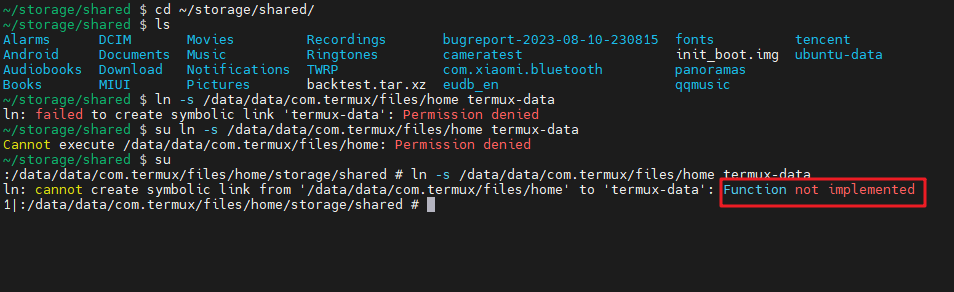 ~/storage/shared $ cd ~/storage/shared/
~/storage/shared $ ls
Alarms DCIM Movies Recordings bugreport-2023-08-10-230815 fonts tencent
Android Documents Music Ringtones cameratest init_boot.img ubuntu-data
Audiobooks Download Notifications TWRP com.xiaomi.bluetooth panoramas
Books MIUI Pictures backtest.tar.xz eudb_en qqmusic
~/storage/shared $ ln -s /data/data/com.termux/files/home termux-data
ln: failed to create symbolic link 'termux-data': Permission denied
~/storage/shared $ su ln -s /data/data/com.termux/files/home termux-data
Cannot execute /data/data/com.termux/files/home: Permission denied
~/storage/shared $ su
:/data/data/com.termux/files/home/storage/shared # ln -s /data/data/com.termux/files/home termux-data
ln: cannot create symbolic link from '/data/data/com.termux/files/home' to 'termux-data': Function not implemented
1|:/data/data/com.termux/files/home/storage/shared #